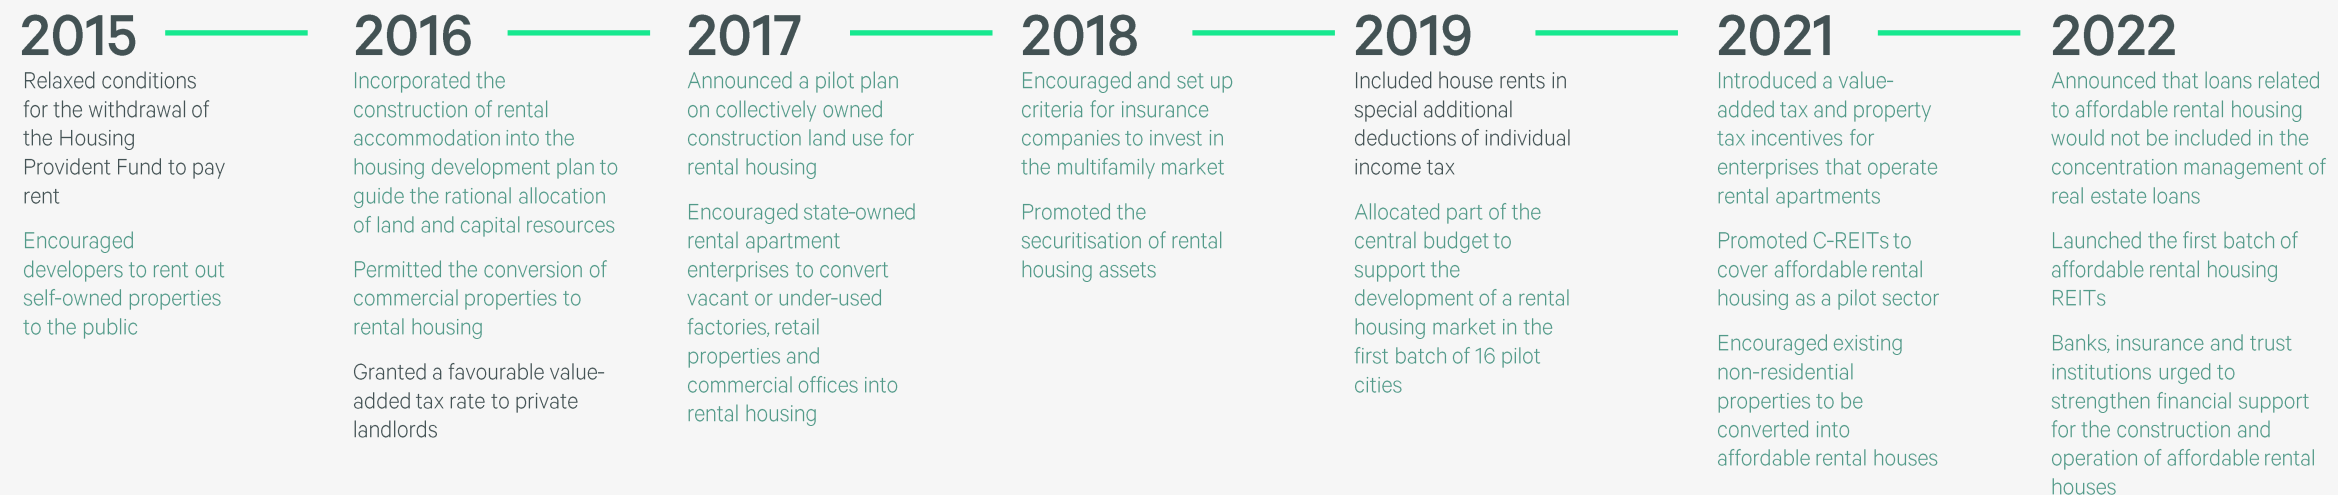 2015
Relaxed conditions
for the withdrawal of
the Housing
Provident Fund to pay
rent
Encouraged
developers to rent out
self-owned properties
to the public
2016
Incorporated the
construction of rental
accommodation into the
housing development plan to
guide the rational allocation
of land and capital resources
Permitted the conversion of
commercial properties to
rental housing
Granted a favourable value-
added tax rate to private
landlords
2017
Announced a pilot plan
on collectively owned
construction land use for
rental housing
Encouraged state-owned
rental apartment
enterprises to convert
vacant or under-used
factories, retail
properties and
commercial offices into
rental housing
2018
Encouraged and set up
criteria for insurance
companies to invest in
the multifamily market
Promoted the
securitisation of rental
housing assets
2019
Included house rents in
special additional
deductions of individual
income tax
Allocated part of the
central budget to
support the
development of a rental
housing market in the
first batch of 16 pilot
cities
2021
Introduced a value-
added tax and property
tax incentives for
enterprises that operate
rental apartments
Promoted C-REITs to
cover affordable rental
housing as a pilot sector
Encouraged existing
non-residential
properties to be
converted into
affordable rental houses
2022
Announced that loans related
to affordable rental housing
would not be included in the
concentration management of
real estate loans
Launched the first batch of
affordable rental housing
REITs
Banks, insurance and trust
institutions urged to
strengthen financial support
for the construction and
operation of affordable rental
houses